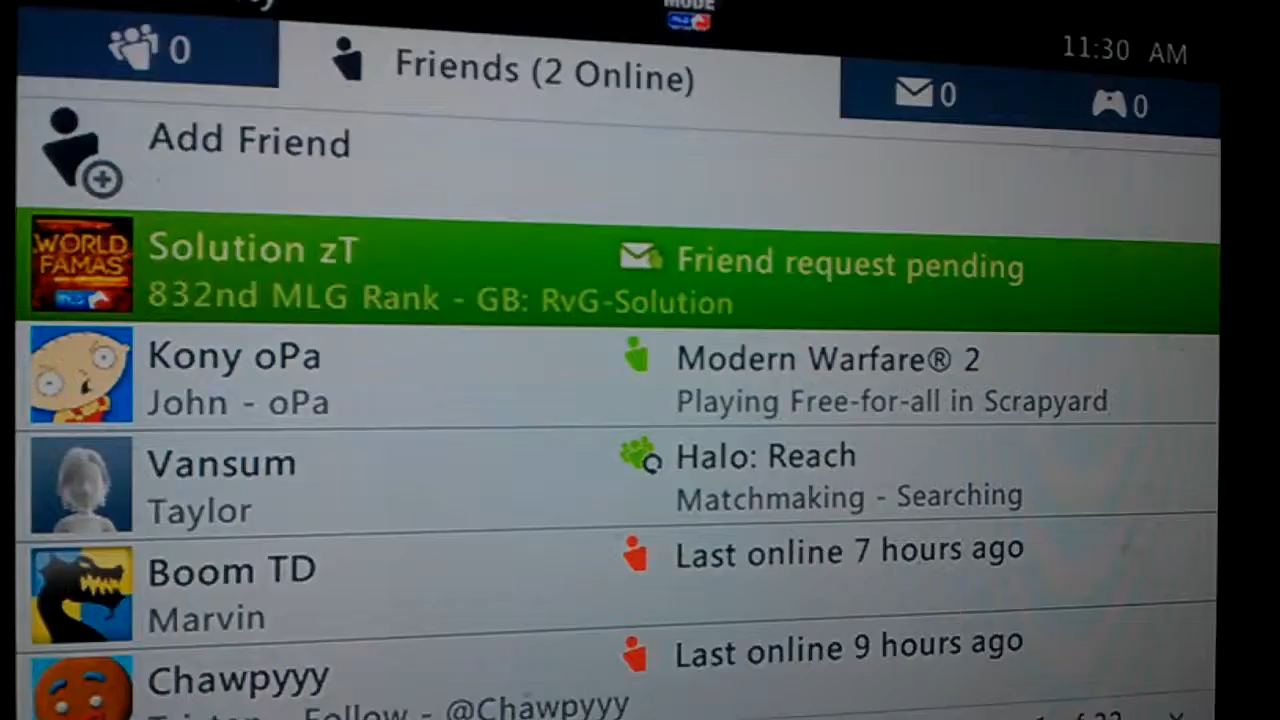 MODE
11:30 AM
0
Friends (2 Online)
0
0
Add Friend
WORLD
FAMAS
Solution zT
Friend request pending
832nd MLG Rank - GB: RvG-Solution
Kony oPa
Modern Warfare® 2
John - oPa
Playing Free-for-all in Scrapyard
Vansum
Halo: Reach
Taylor
Matchmaking - Searching
Boom TD
Last online 7 hours ago
Marvin
Chawpyyy
Last online 9 hours ago
Follow - @Chawpyyy